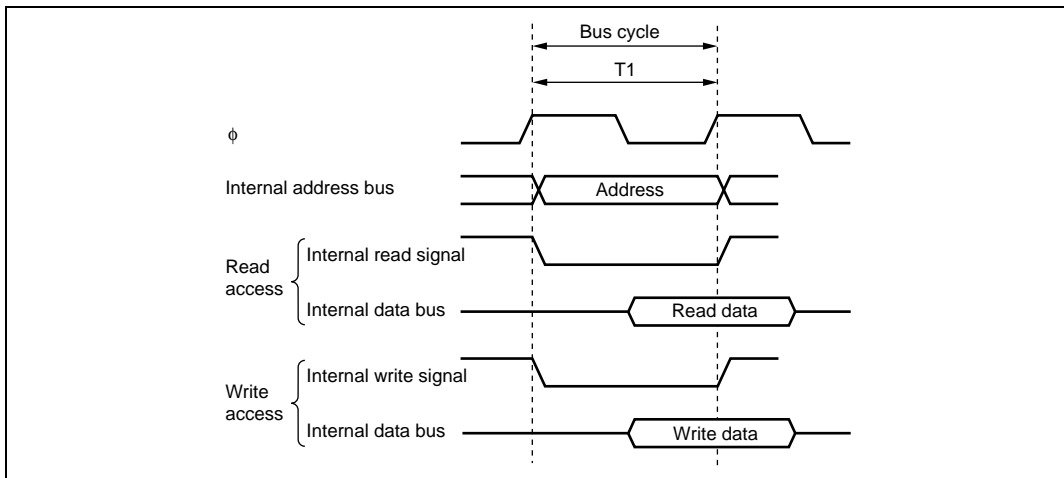 Bus cycle
T1
ϕ
Internal address bus
Address
Read
access
Internal read signal
Internal data bus
Read data
Write
access
Internal write signal
Internal data bus
Write data